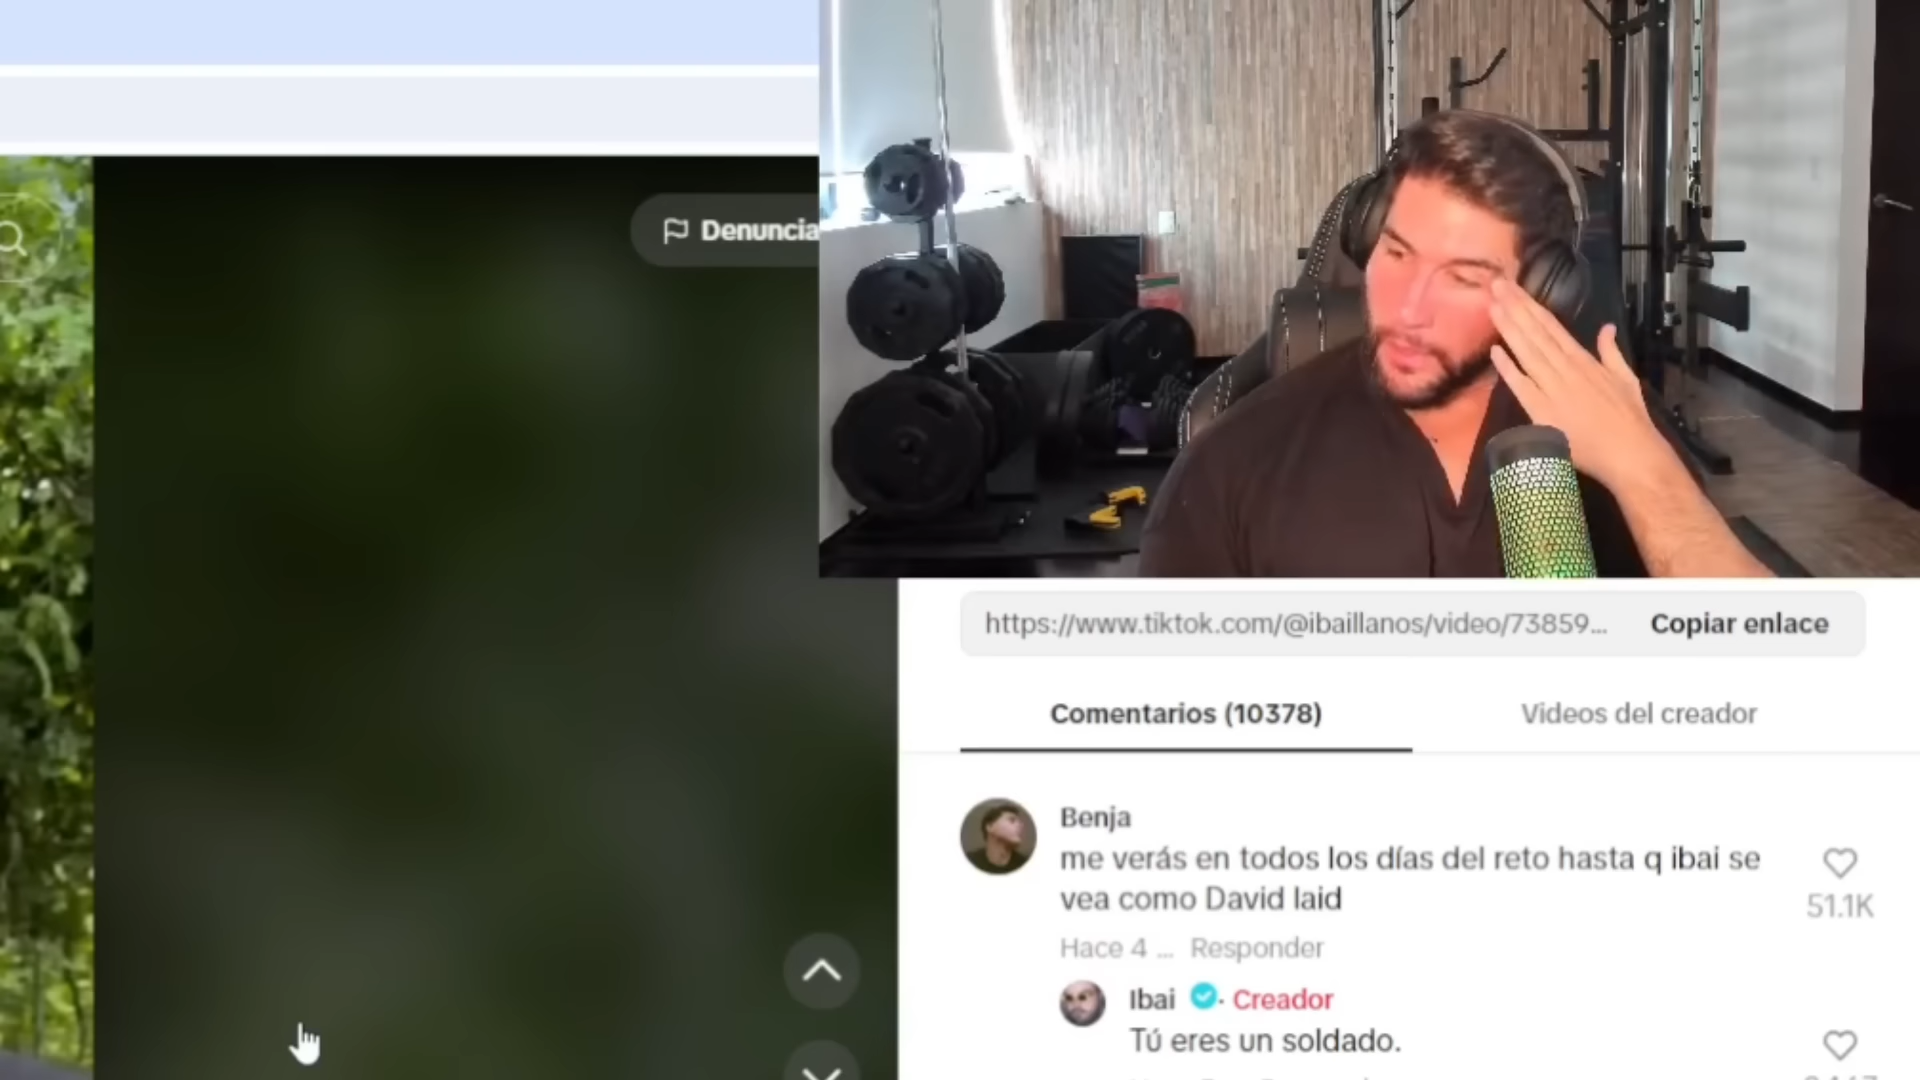 Denuncia
https://www.tiktok.com/@ibaillanos/video/73859... Copiar enlace
Comentarios (10378) Videos del creador
Benja
me verás en todos los días del reto hasta q ibai se
vea como David laid
51.1K
Hace 4 ... Responder
Ibai · Creador
Tú eres un soldado.